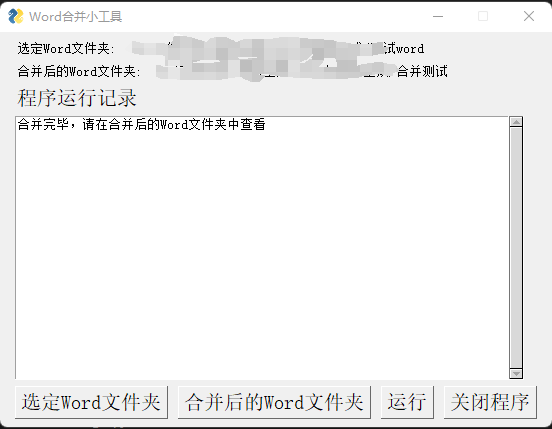 Word合并小工具
选定Word文件夹: 试word
合并后的Word文件夹: 合并测试
程序运行记录
合并完毕，请在合并后的Word文件夹中查看
选定Word文件夹 合并后的Word文件夹 运行 关闭程序